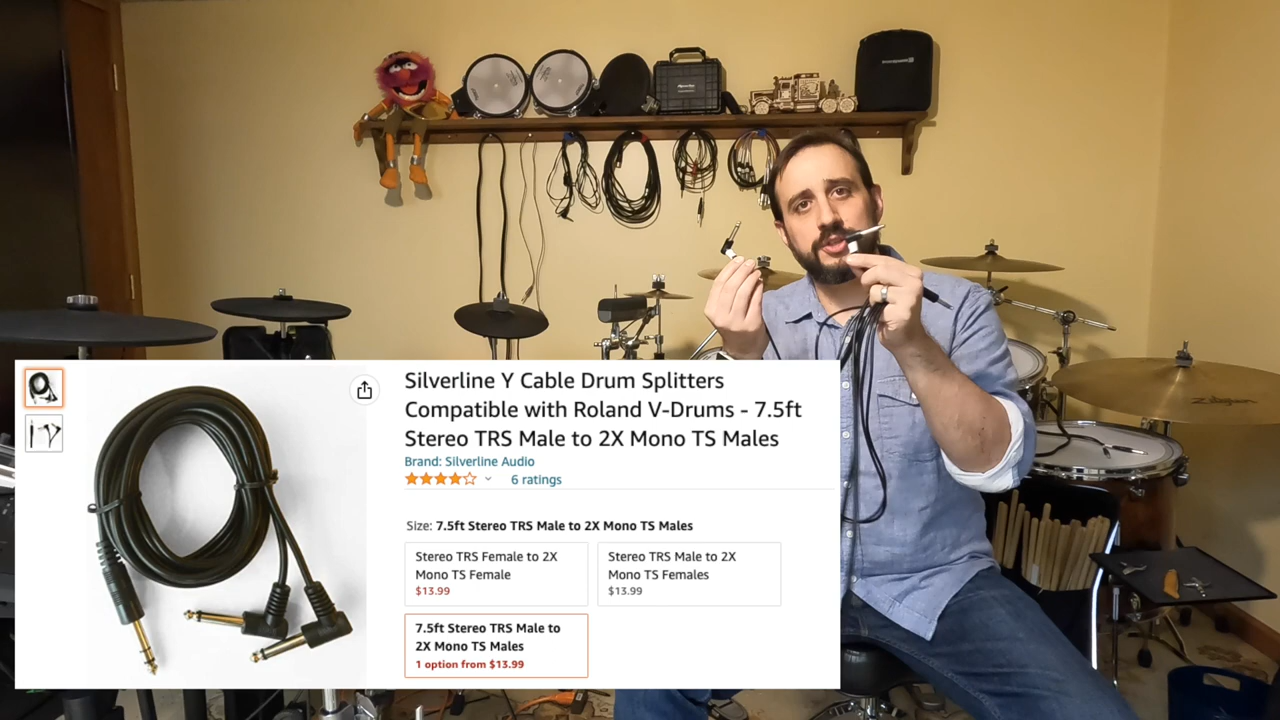 Silverline Y Cable Drum Splitters
Compatible with Roland V-Drums - 7.5ft
Stereo TRS Male to 2X Mono TS Males
Brand: Silverline Audio
6 ratings
Size: 7.5ft Stereo TRS Male to 2X Mono TS Males
Stereo TRS Female to 2X
Mono TS Female
$13.99
Stereo TRS Male to 2X
Mono TS Females
$13.99
7.5ft Stereo TRS Male to
2X Mono TS Males
1 option from $13.99